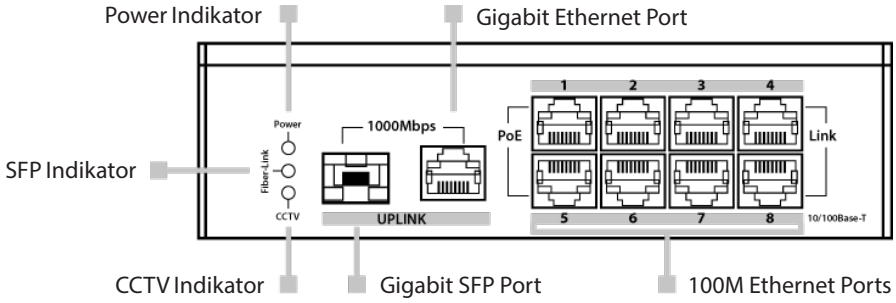 Power Indikator
Gigabit Ethernet Port
1 2 3 4
Power
1000Mbps
PoE
Link
SFP Indikator
Fiber-Link
CCTV
UPLINK
5 6 7 8
10/100Base-T
CCTV Indikator
Gigabit SFP Port
100M Ethernet Ports